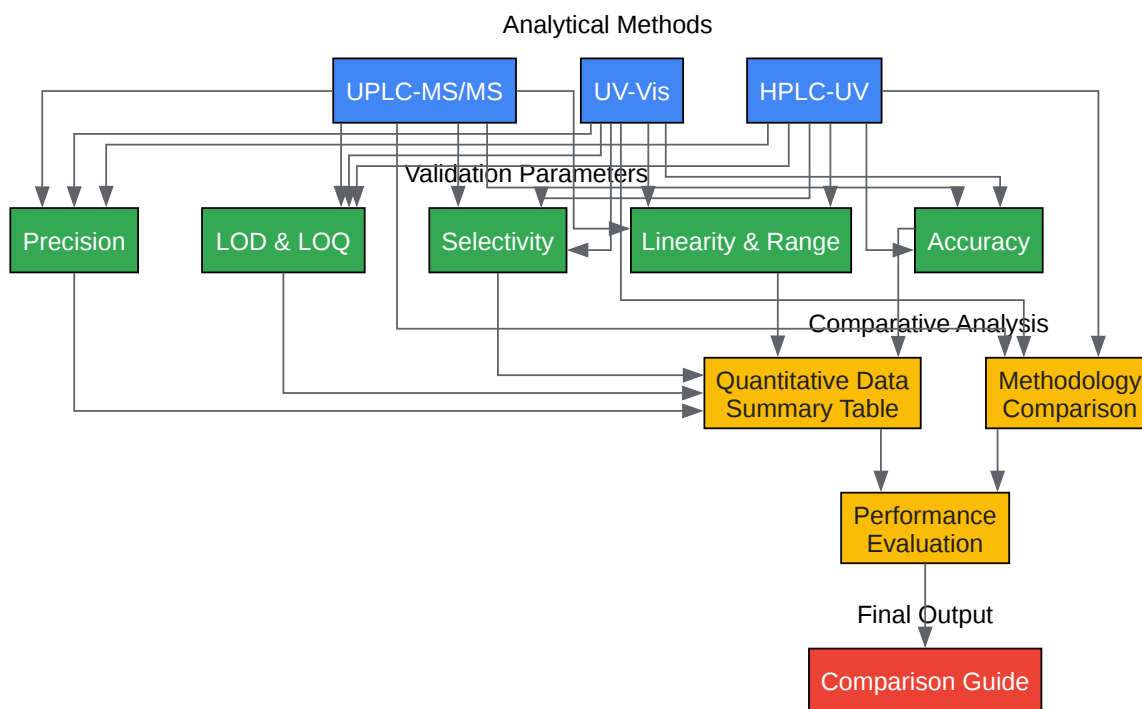 Analytical Methods
UPLC-MS/MS
UV-Vis
HPLC-UV
Validation Parameters
Precision
LOD & LOQ
Selectivity
Linearity & Range
Accuracy
Comparative Analysis
Quantitative Data
Summary Table
Methodology
Comparison
Performance
Evaluation
Final Output
Comparison Guide